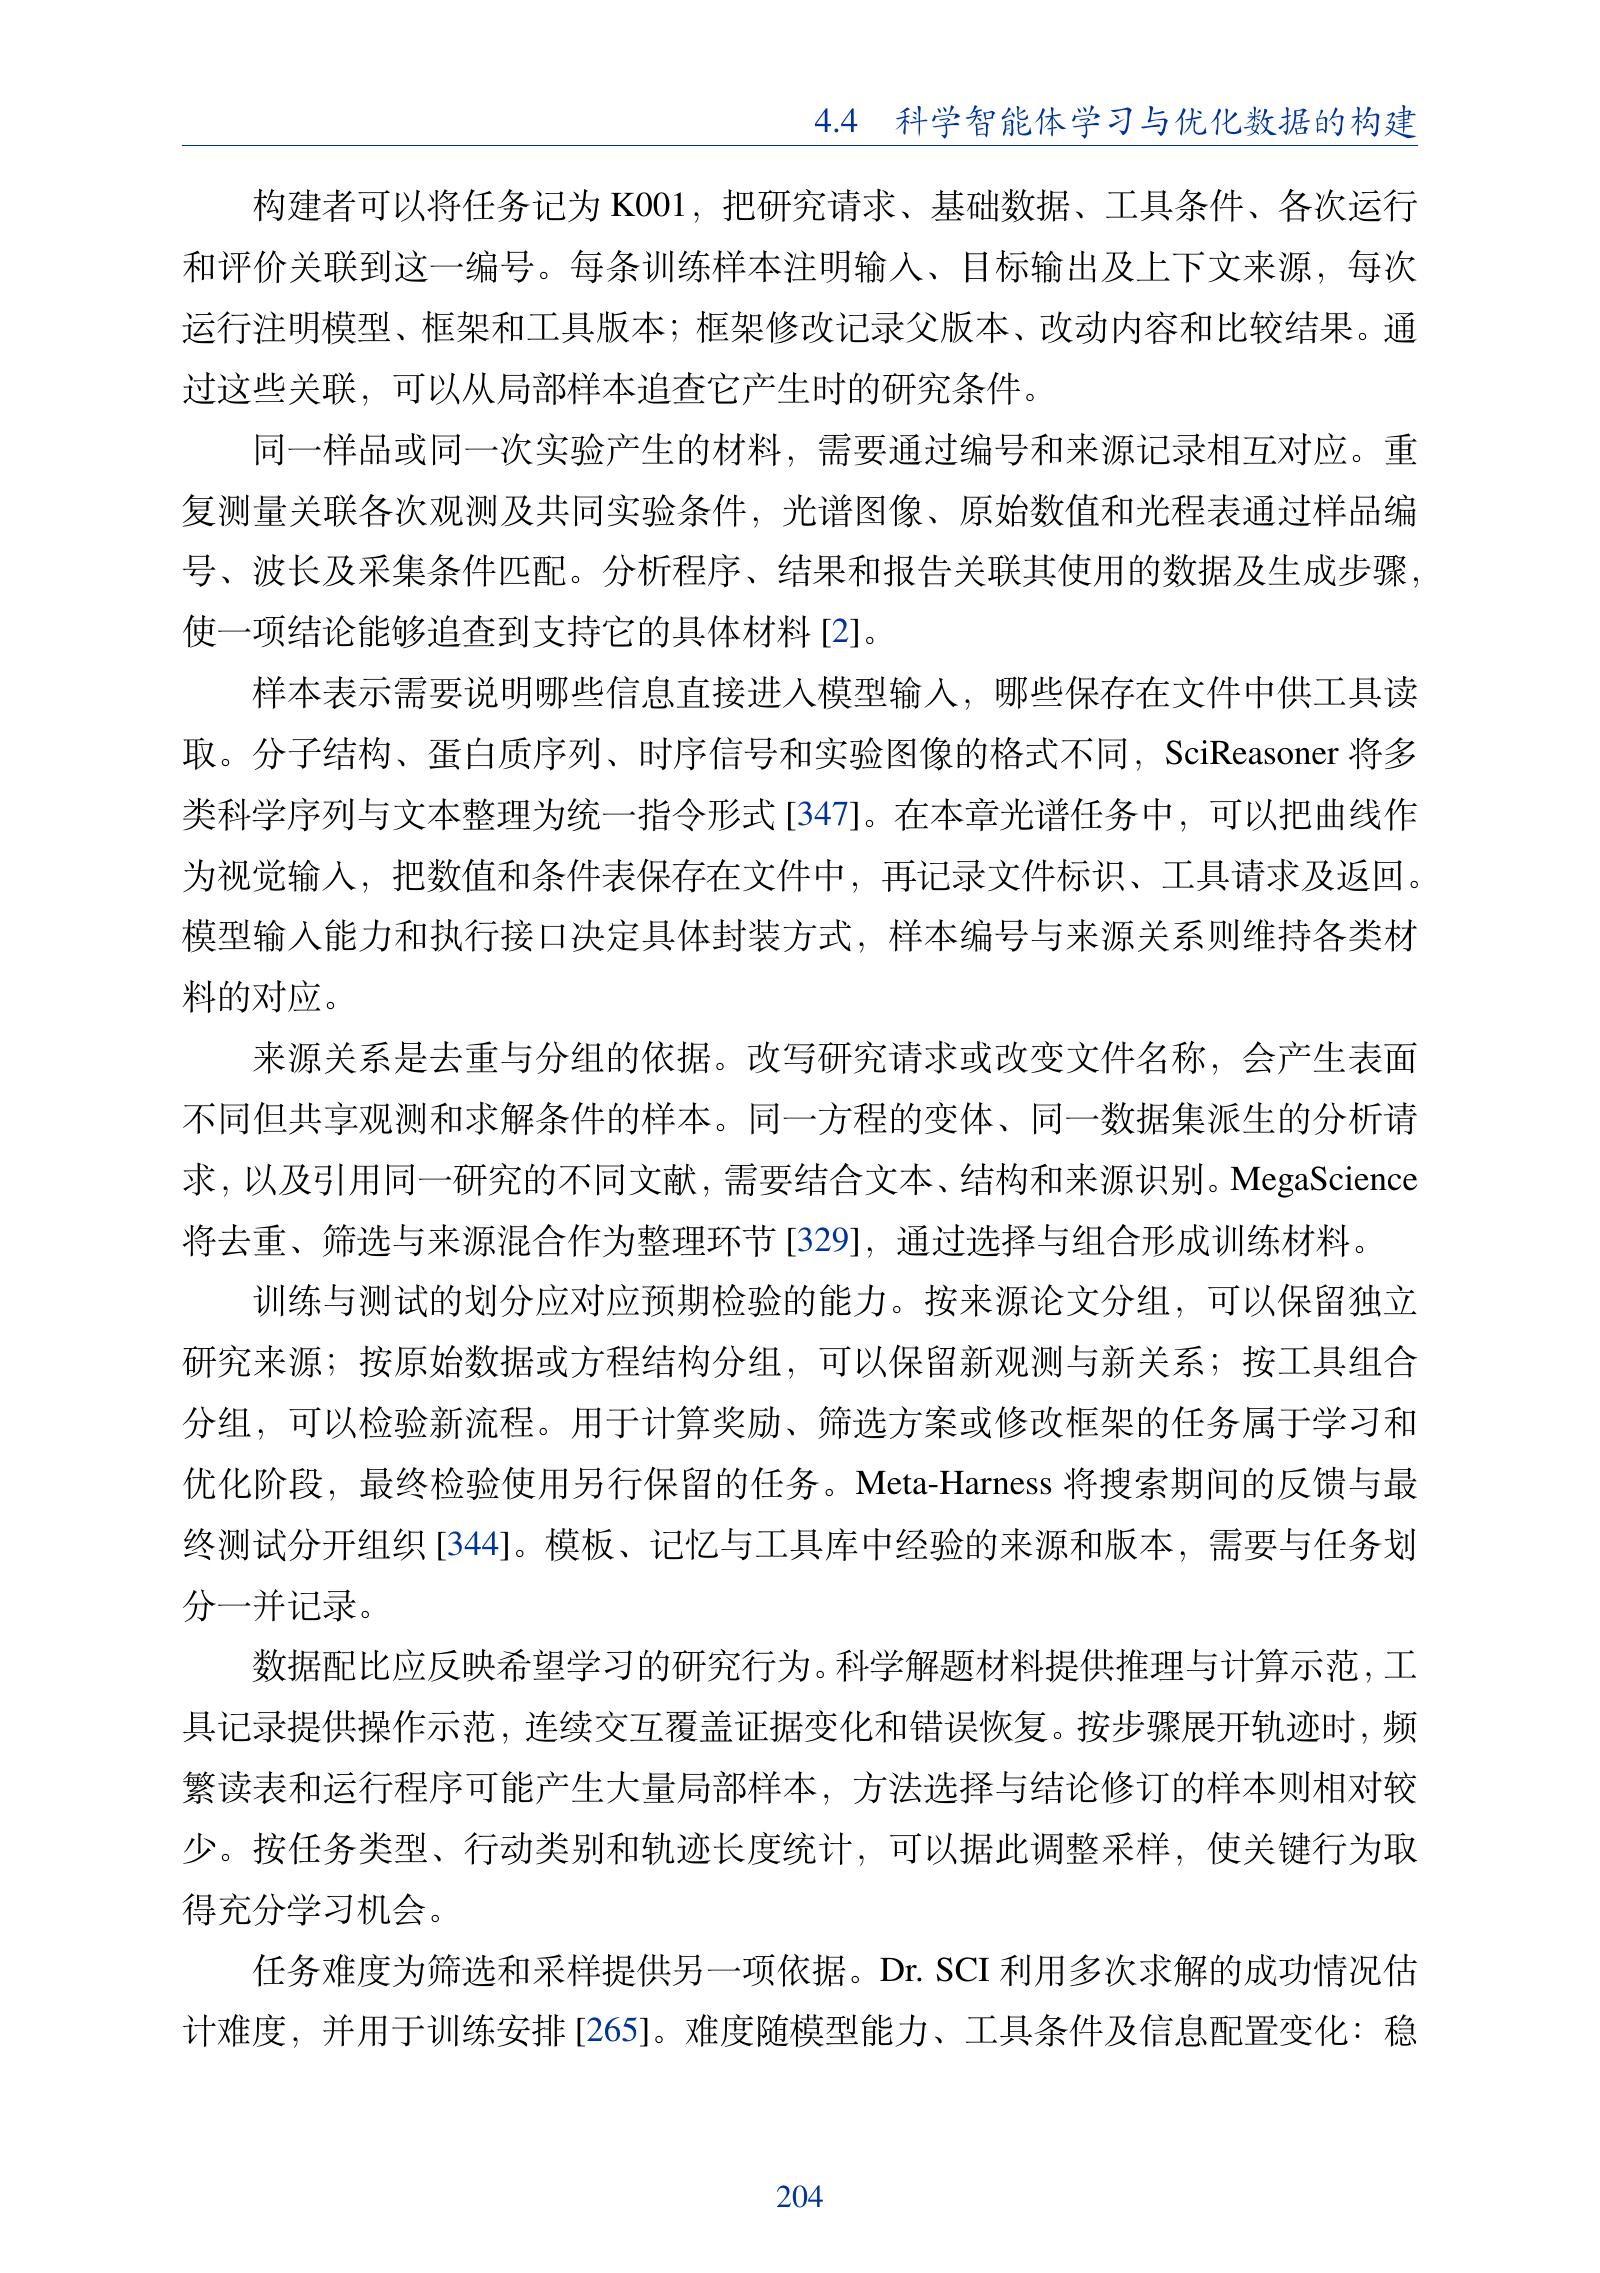 4.4 科学智能体学习与优化数据的构建
构建者可以将任务记为 K001，把研究请求、基础数据、工具条件、各次运行
和评价关联到这一编号。每条训练样本注明输入、目标输出及上下文来源，每次
运行注明模型、框架和工具版本；框架修改记录父版本、改动内容和比较结果。通
过这些关联，可以从局部样本追查它产生时的研究条件。
同一样品或同一次实验产生的材料，需要通过编号和来源记录相互对应。重
复测量关联各次观测及共同实验条件，光谱图像、原始数值和光程表通过样品编
号、波长及采集条件匹配。分析程序、结果和报告关联其使用的数据及生成步骤，
使一项结论能够追查到支持它的具体材料 [2]。
样本表示需要说明哪些信息直接进入模型输入，哪些保存在文件中供工具读
取。分子结构、蛋白质序列、时序信号和实验图像的格式不同，SciReasoner 将多
类科学序列与文本整理为统一指令形式 [347]。在本章光谱任务中，可以把曲线作
为视觉输入，把数值和条件表保存在文件中，再记录文件标识、工具请求及返回。
模型输入能力和执行接口决定具体封装方式，样本编号与来源关系则维持各类材
料的对应。
来源关系是去重与分组的依据。改写研究请求或改变文件名称，会产生表面
不同但共享观测和求解条件的样本。同一方程的变体、同一数据集派生的分析请
求，以及引用同一研究的不同文献，需要结合文本、结构和来源识别。MegaScience
将去重、筛选与来源混合作为整理环节 [329]，通过选择与组合形成训练材料。
训练与测试的划分应对应预期检验的能力。按来源论文分组，可以保留独立
研究来源；按原始数据或方程结构分组，可以保留新观测与新关系；按工具组合
分组，可以检验新流程。用于计算奖励、筛选方案或修改框架的任务属于学习和
优化阶段，最终检验使用另行保留的任务。Meta-Harness 将搜索期间的反馈与最
终测试分开组织 [344]。模板、记忆与工具库中经验的来源和版本，需要与任务划
分一并记录。
数据配比应反映希望学习的研究行为。科学解题材料提供推理与计算示范，工
具记录提供操作示范，连续交互覆盖证据变化和错误恢复。按步骤展开轨迹时，频
繁读表和运行程序可能产生大量局部样本，方法选择与结论修订的样本则相对较
少。按任务类型、行动类别和轨迹长度统计，可以据此调整采样，使关键行为取
得充分学习机会。
任务难度为筛选和采样提供另一项依据。Dr. SCI 利用多次求解的成功情况估
计难度，并用于训练安排 [265]。难度随模型能力、工具条件及信息配置变化：稳
204